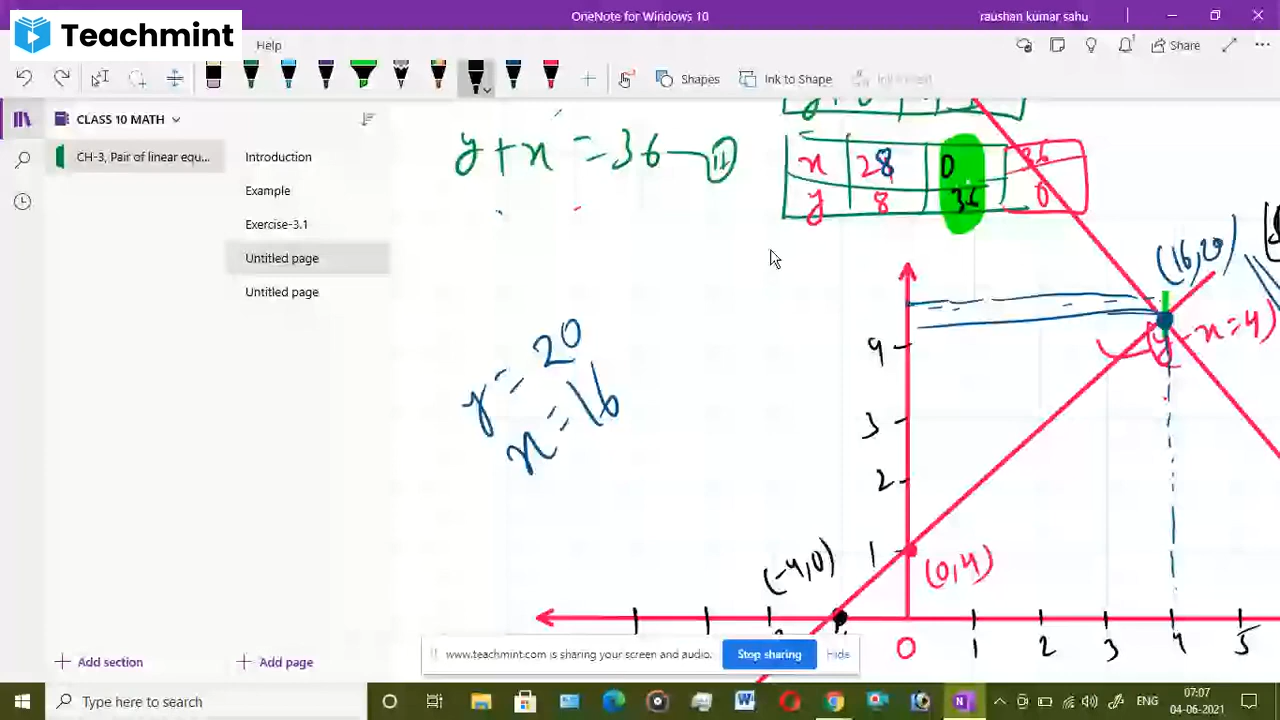 OneNote for Windows 10
raushan kumar sahu
Teachmint
Help
Share
Shapes
Ink to Shape
CLASS 10 MATH
CH-3, Pair of linear equ...
Introduction
Example
Exercise-3.1
Untitled page
Untitled page
y+x = 36 — (ii)
x 28 0 36
y 8 36 0
(16,20)
(y-x=4)
y = 20
x = 16
4
3
2
1
(0,4)
(-4,0)
0 1 2 3 4 5
Add section
Add page
www.teachmint.com is sharing your screen and audio.
Stop sharing
Hide
Type here to search
ENG
07:07
04-06-2021